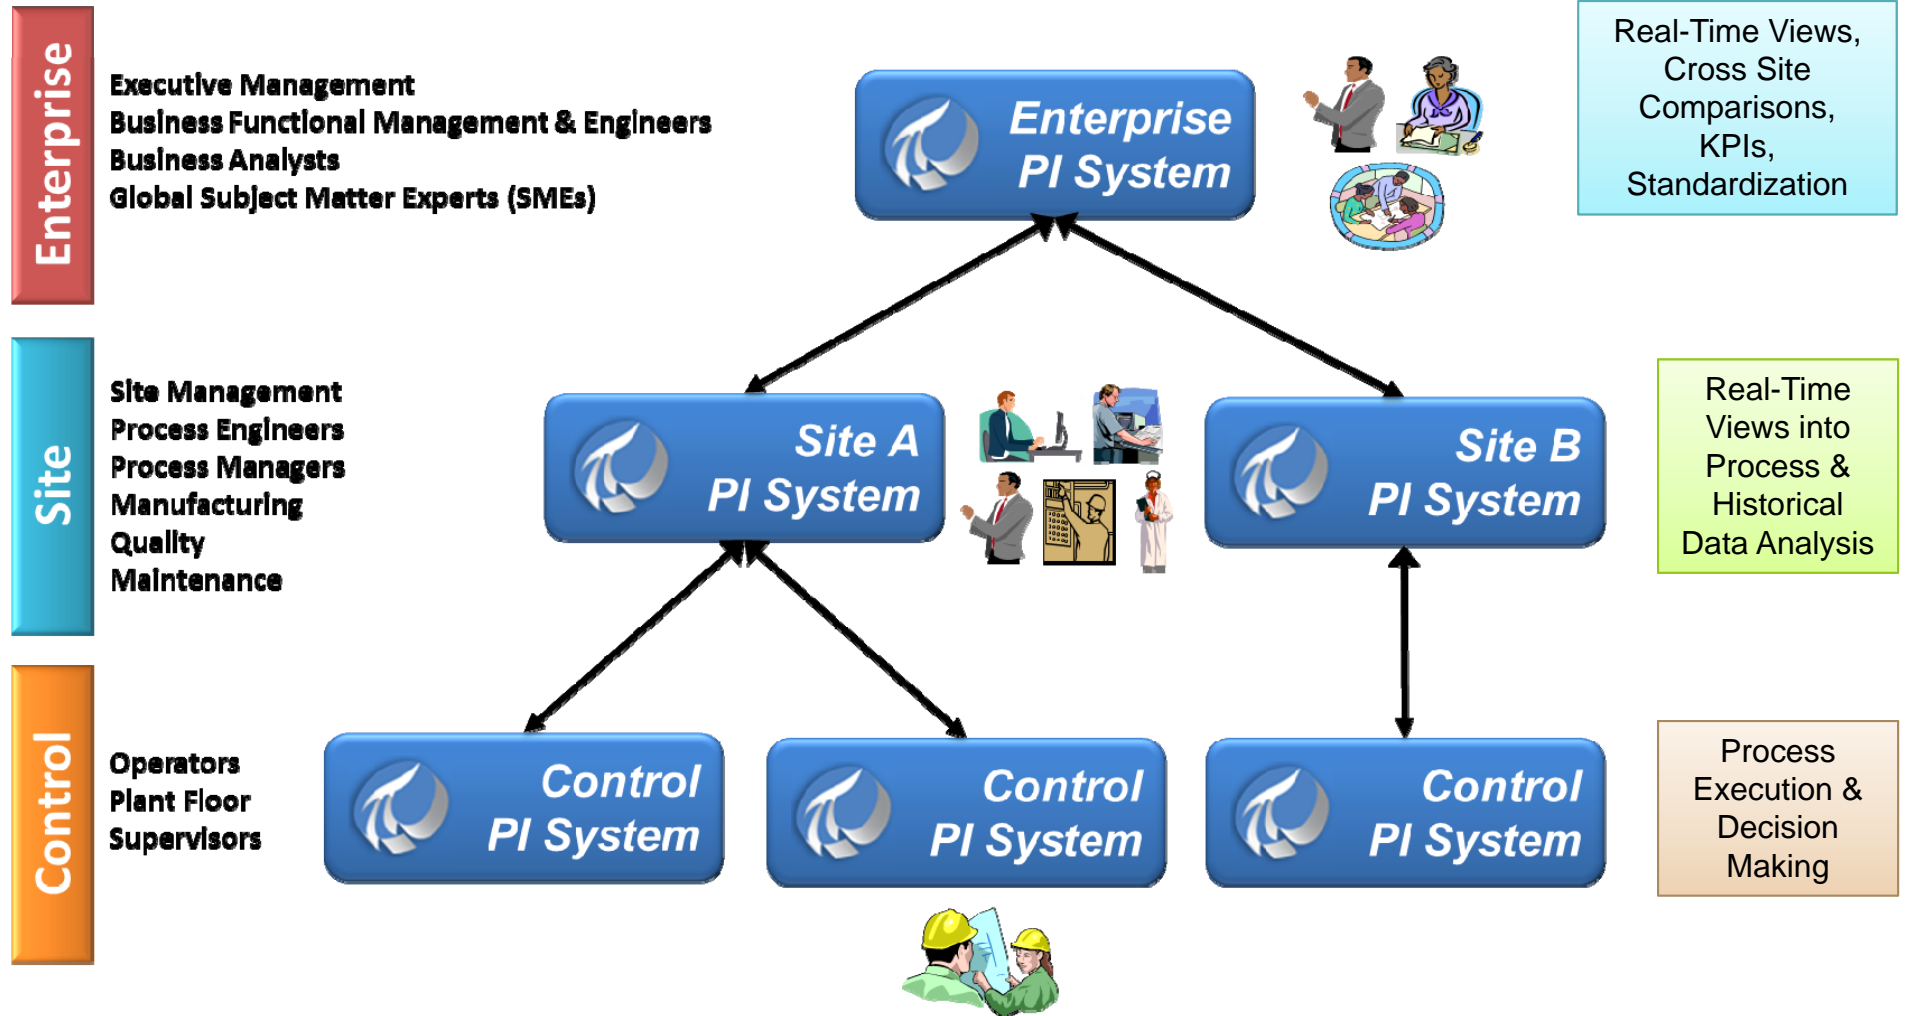 Enterprise
Executive Management
Business Functional Management & Engineers
Business Analysts
Global Subject Matter Experts (SMEs)
Enterprise
PI System
Real-Time Views,
Cross Site
Comparisons,
KPIs,
Standardization
Site
Site Management
Process Engineers
Process Managers
Manufacturing
Quality
Maintenance
Site A
PI System
Site B
PI System
Real-Time
Views into
Process &
Historical
Data Analysis
Control
Operators
Plant Floor
Supervisors
Control
PI System
Control
PI System
Control
PI System
Process
Execution &
Decision
Making